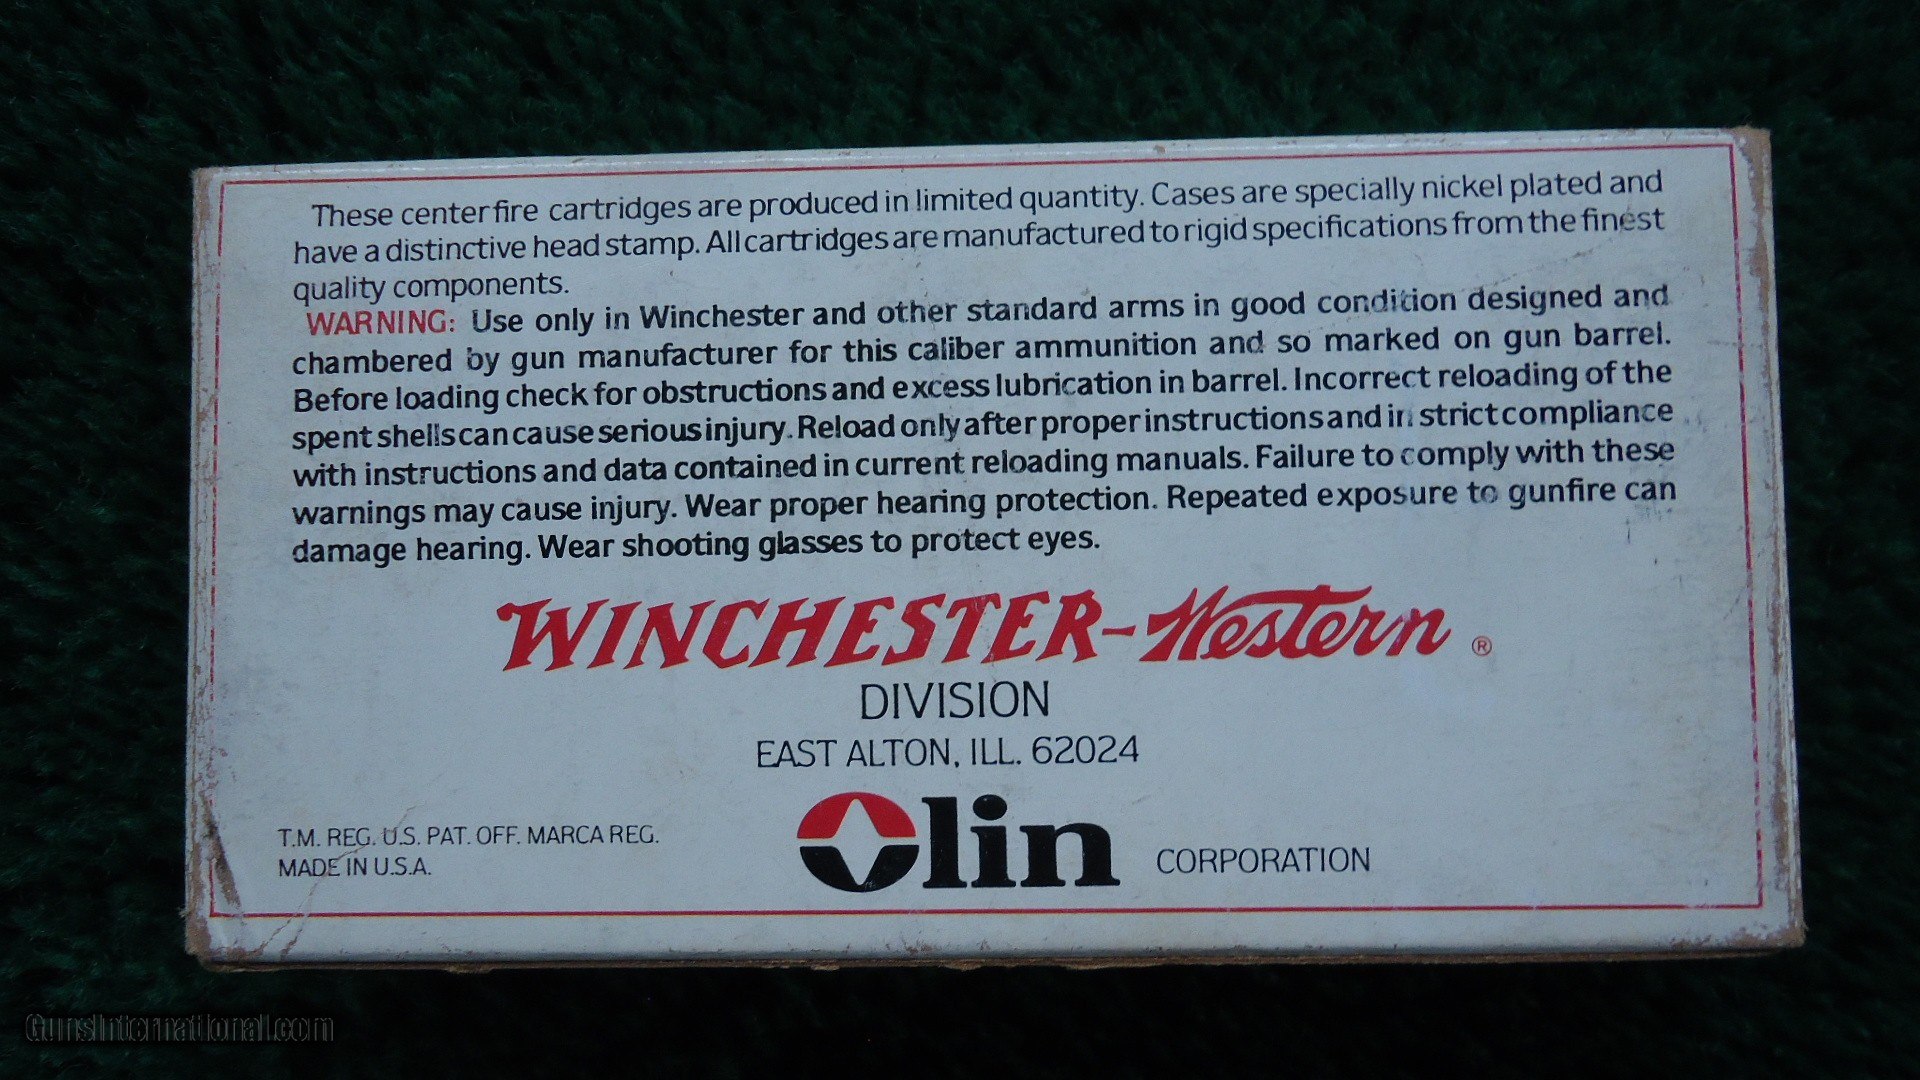 These centerfire cartridges are produced in limited quantity. Cases are specially nickel plated and
have a distinctive head stamp. All cartridges are manufactured to rigid specifications from the finest
quality components.
WARNING: Use only in Winchester and other standard arms in good condition designed and
chambered by gun manufacturer for this caliber ammunition and so marked on gun barrel.
Before loading check for obstructions and excess lubrication in barrel. Incorrect reloading of the
spent shells can cause serious injury. Reload only after proper instructions and in strict compliance
with instructions and data contained in current reloading manuals. Failure to comply with these
warnings may cause injury. Wear proper hearing protection. Repeated exposure to gunfire can
damage hearing. Wear shooting glasses to protect eyes.
WINCHESTER-Western ®
DIVISION
EAST ALTON, ILL. 62024
Olin CORPORATION
T.M. REG. U.S. PAT. OFF. MARCA REG.
MADE IN U.S.A.
GunsInternational.com